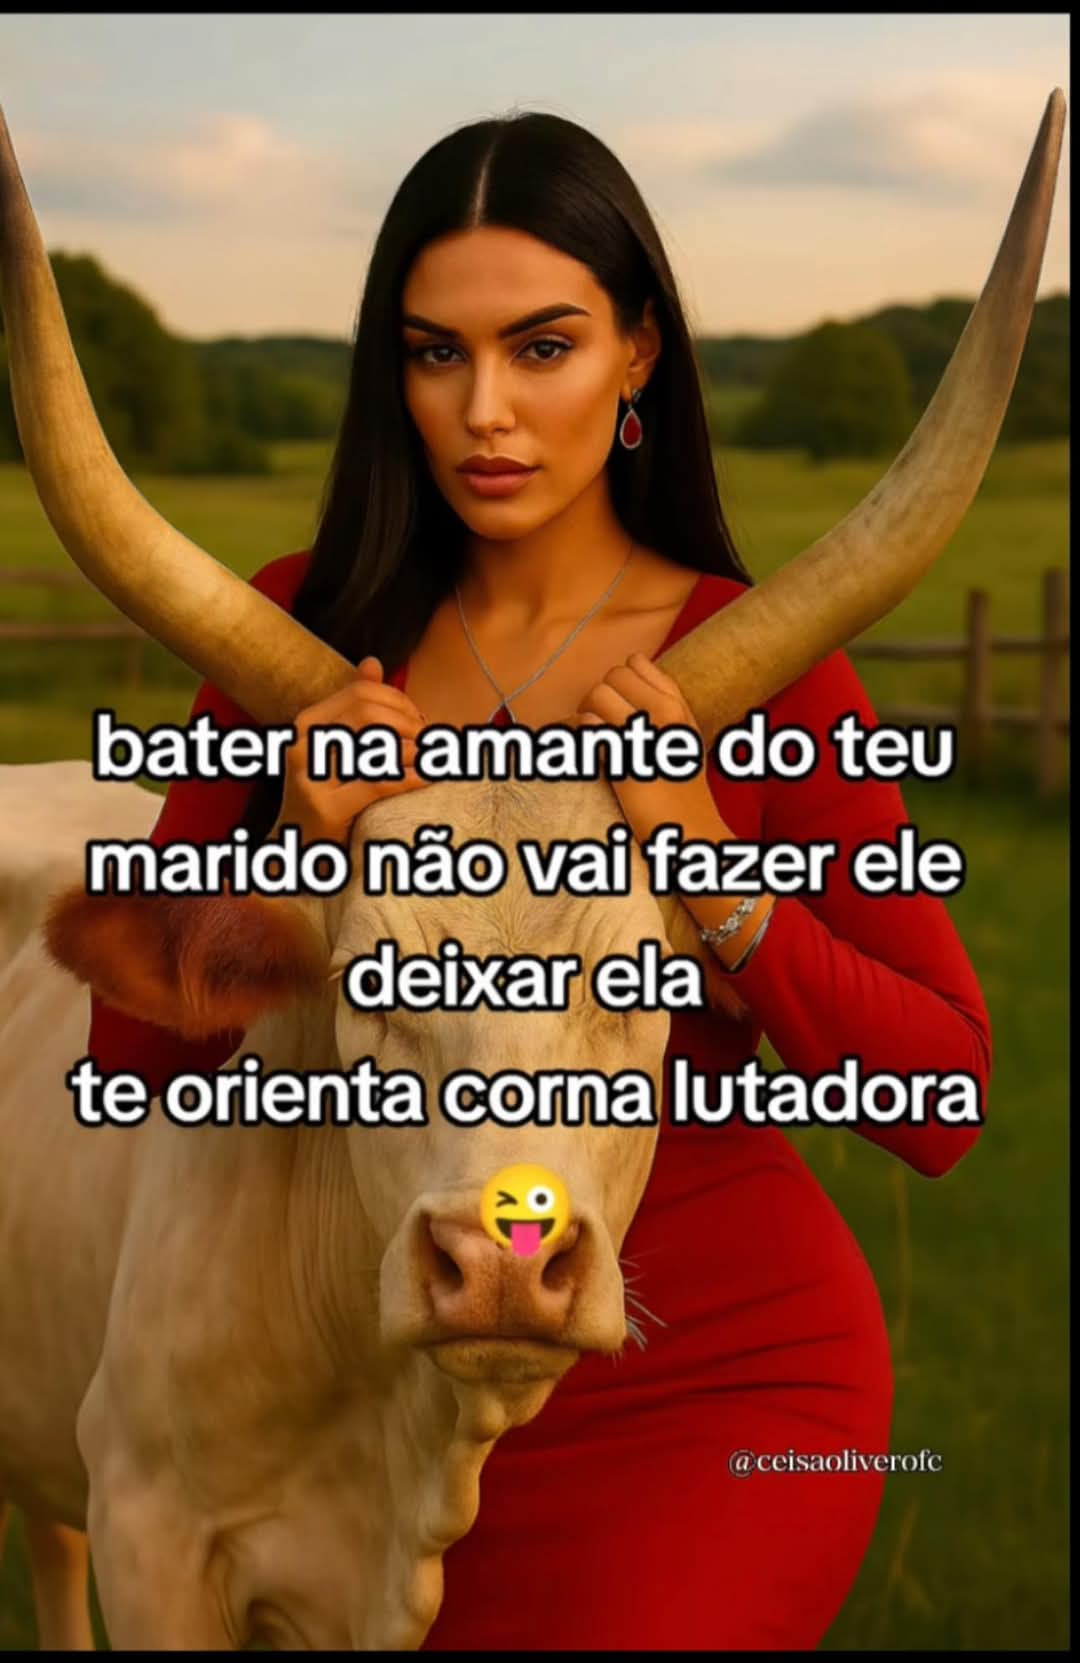 bater na amante do teu
marido não vai fazer ele
deixar ela
te orienta corna lutadora
😜
@ceisaoliverofc